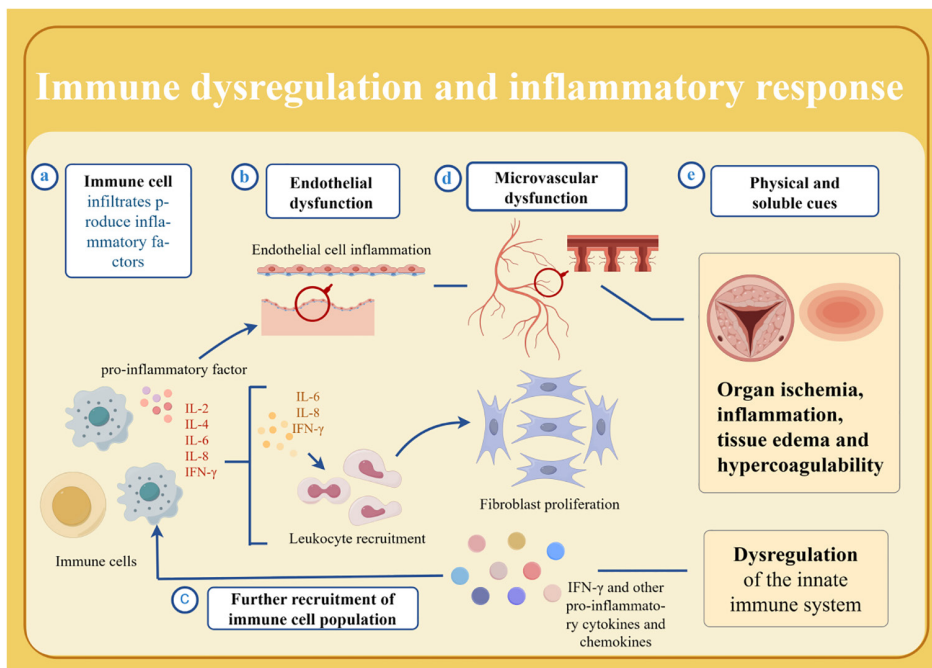 Immune dysregulation and inflammatory response
a
Immune cell
infiltrates p-
roduce infla-
mmatory fa-
ctors
b
Endothelial
dysfunction
d
Microvascular
dysfunction
e
Physical and
soluble cues
Endothelial cell inflammation
pro-inflammatory factor
IL-2
IL-4
IL-6
IL-8
IFN-γ
IL-6
IL-8
IFN-γ
Organ ischemia,
inflammation,
tissue edema and
hypercoagulability
Fibroblast proliferation
Leukocyte recruitment
Immune cells
C
Further recruitment of
immune cell population
IFN-γ and other
pro-inflammato-
ry cytokines and
chemokines
Dysregulation
of the innate
immune system